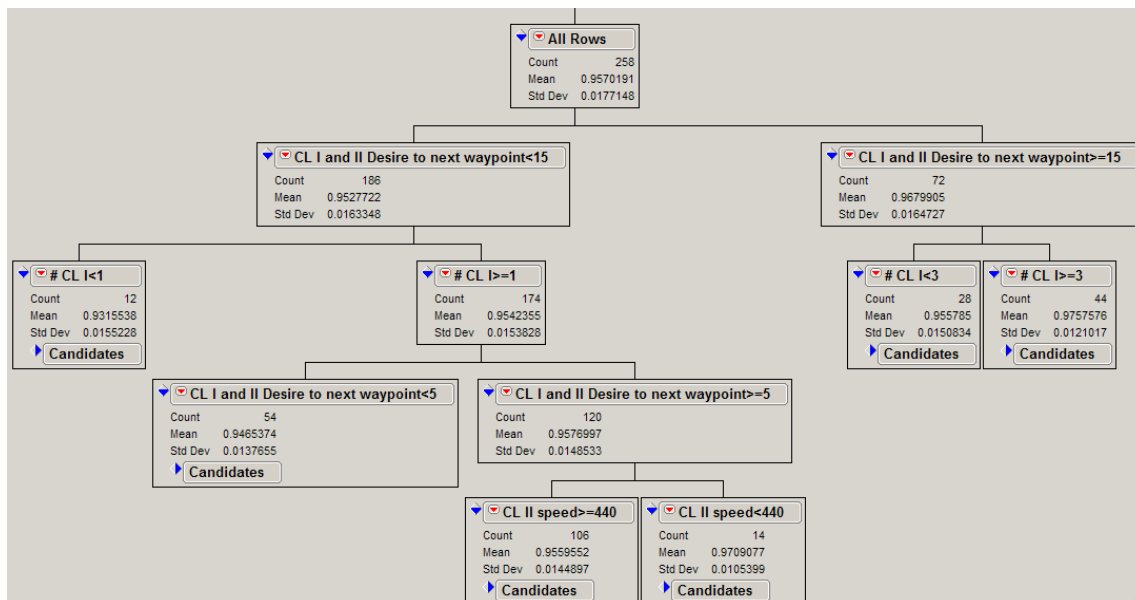 All Rows
Count 258
Mean 0.9570191
Std Dev 0.0177148
CL I and II Desire to next waypoint<15
Count 186
Mean 0.9527722
Std Dev 0.0163348
CL I and II Desire to next waypoint>=15
Count 72
Mean 0.9679905
Std Dev 0.0164727
# CL I<1
Count 12
Mean 0.9315538
Std Dev 0.0155228
Candidates
# CL I>=1
Count 174
Mean 0.9542355
Std Dev 0.0153828
# CL I<3
Count 28
Mean 0.955785
Std Dev 0.0150834
Candidates
# CL I>=3
Count 44
Mean 0.9757576
Std Dev 0.0121017
Candidates
CL I and II Desire to next waypoint<5
Count 54
Mean 0.9465374
Std Dev 0.0137655
Candidates
CL I and II Desire to next waypoint>=5
Count 120
Mean 0.9576997
Std Dev 0.0148533
CL II speed>=440
Count 106
Mean 0.9559552
Std Dev 0.0144897
Candidates
CL II speed<440
Count 14
Mean 0.9709077
Std Dev 0.0105399
Candidates